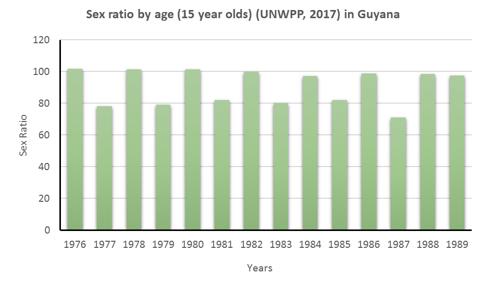 Sex ratio by age (15 year olds) (UNWPP, 2017) in Guyana
120
100
80
60
40
20
0
Sex Ratio
1976 1977 1978 1979 1980 1981 1982 1983 1984 1985 1986 1987 1988 1989
Years